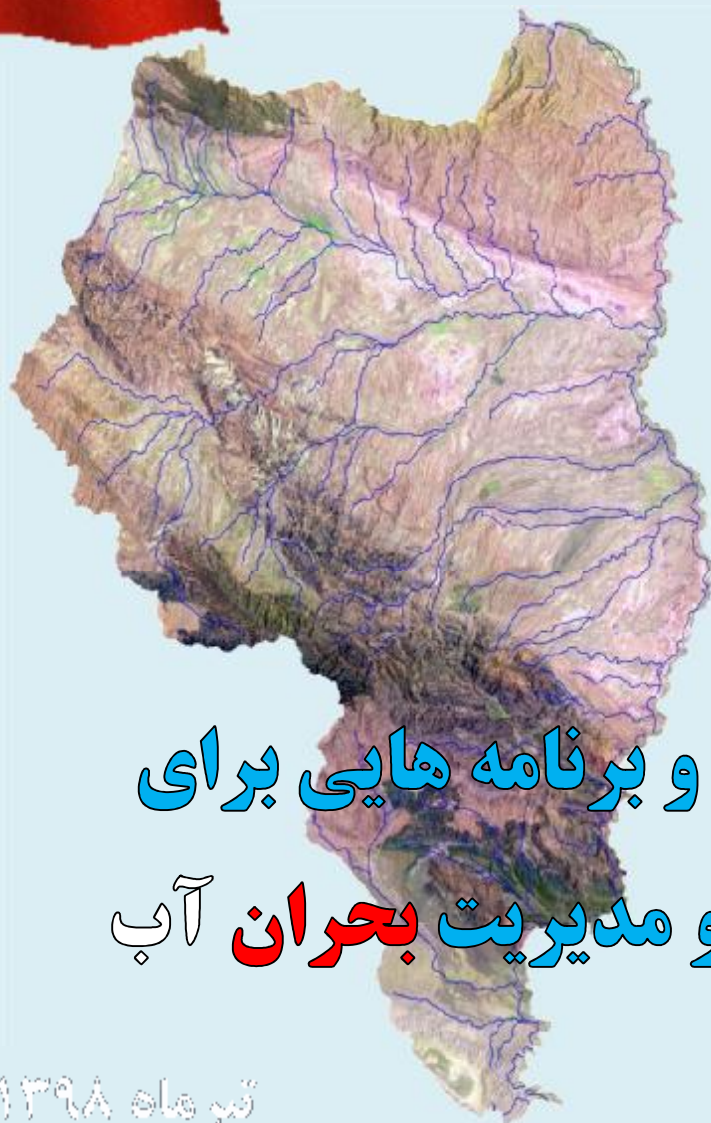 و برنامه هایی برای
و مدیریت بحران آب
تیر ماه ۱۳۹۸